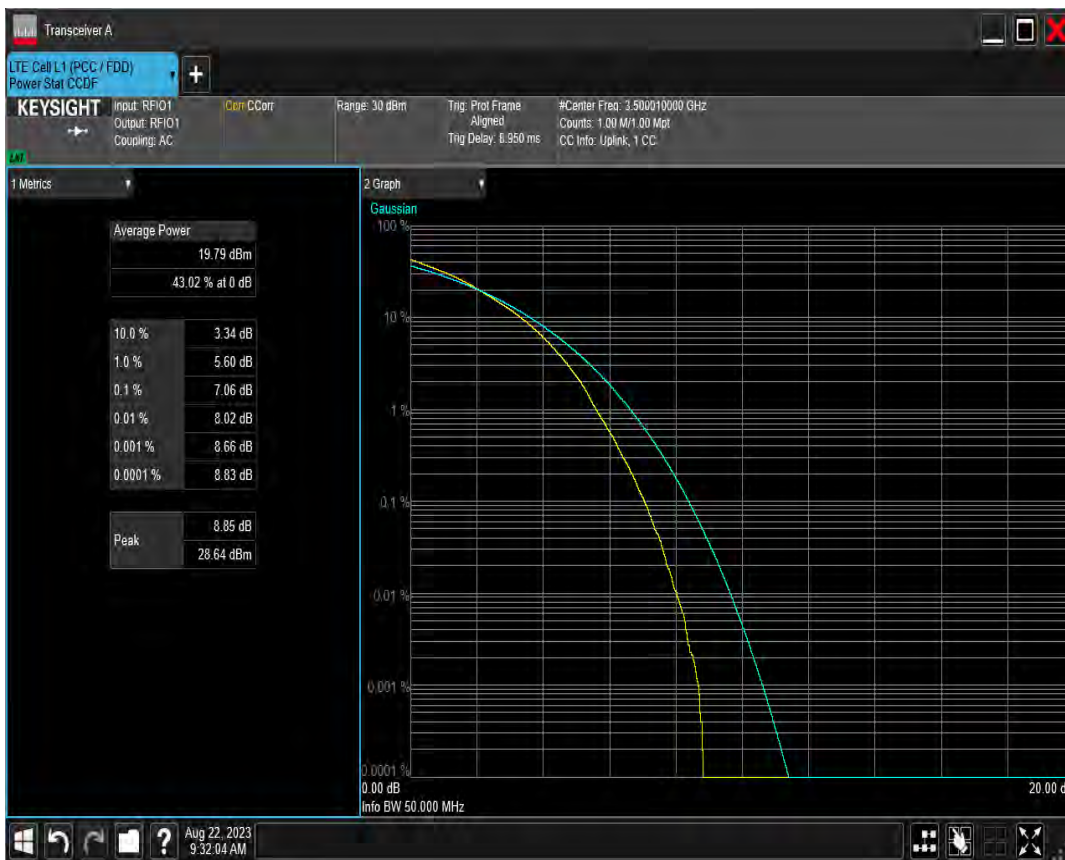 Transceiver A
LTE Cell L1 (PCC / FDD)
Power Stat CCDF
+
KEYSIGHT
Input: RFIO1
Output: RFIO1
Coupling: AC
Corr CCorr
Range: 30 dBm
Trig: Prot Frame
Aligned
Trig Delay: 8.950 ms
#Center Freq: 3.500010000 GHz
Counts: 1.00 M/1.00 Mpt
CC Info: Uplink, 1 CC
LXI
1 Metrics
Average Power
19.79 dBm
43.02 % at 0 dB
10.0 % 3.34 dB
1.0 % 5.60 dB
0.1 % 7.06 dB
0.01 % 8.02 dB
0.001 % 8.66 dB
0.0001 % 8.83 dB
Peak
8.85 dB
28.64 dBm
2 Graph
Gaussian
100 %
10 %
1 %
0.1 %
0.01 %
0.001 %
0.0001 %
0.00 dB
20.00 d
Info BW 50.000 MHz
?
Aug 22, 2023
9:32:04 AM